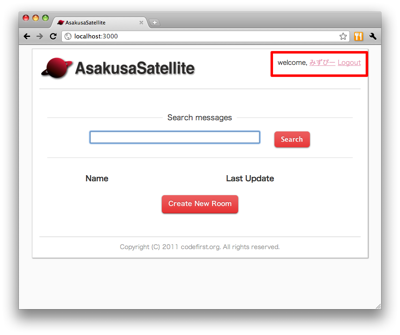 AsakusaSatellite
localhost:3000
AsakusaSatellite
welcome, みずぴー Logout
Search messages
Search
Name Last Update
Create New Room
Copyright (C) 2011 codefirst.org. All rights reserved.